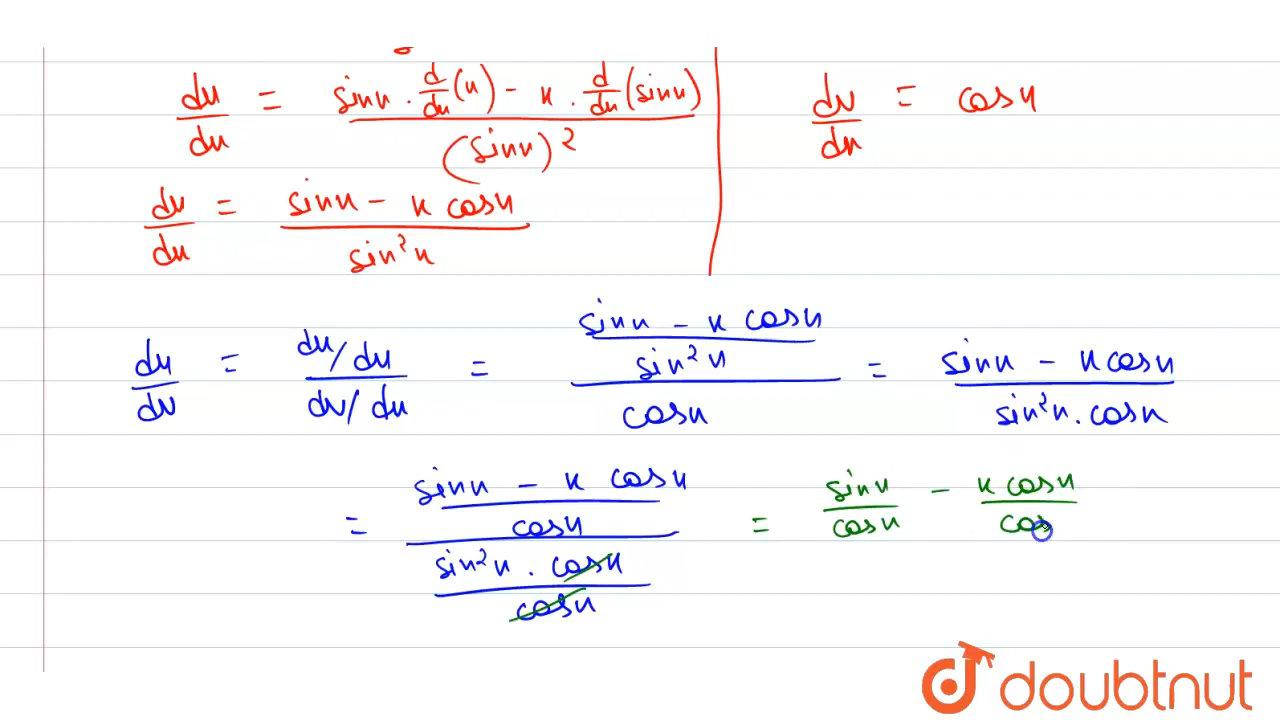 du/dx = (sinx · d/dx(x) − x · d/dx(sinx)) / (sinx)²
dv/dx = cosx
du/dx = (sinx − x cosx) / sin²x
du/dv = (du/dx) / (dv/dx) = ((sinx − x cosx) / sin²x) / cosx = (sinx − x cosx) / (sin²x · cosx)
= ((sinx − x cosx) / cosx) / ((sin²x · cosx) / cosx) = sinx / cosx − x cosx / cos
doubtnut